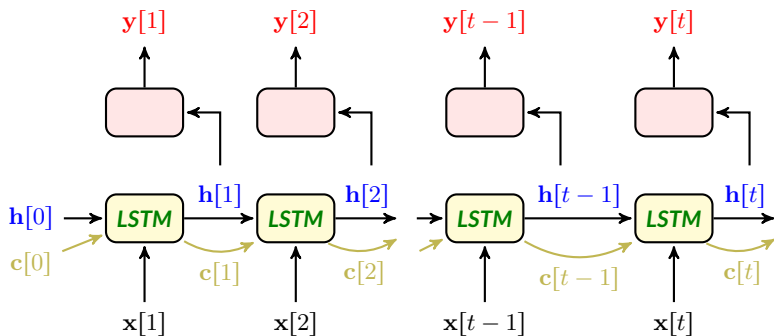 y[1] y[2] y[t−1] y[t]
h[1] h[2] h[t−1] h[t]
h[0] LSTM LSTM LSTM LSTM
c[0] c[1] c[2] c[t−1] c[t]
x[1] x[2] x[t−1] x[t]